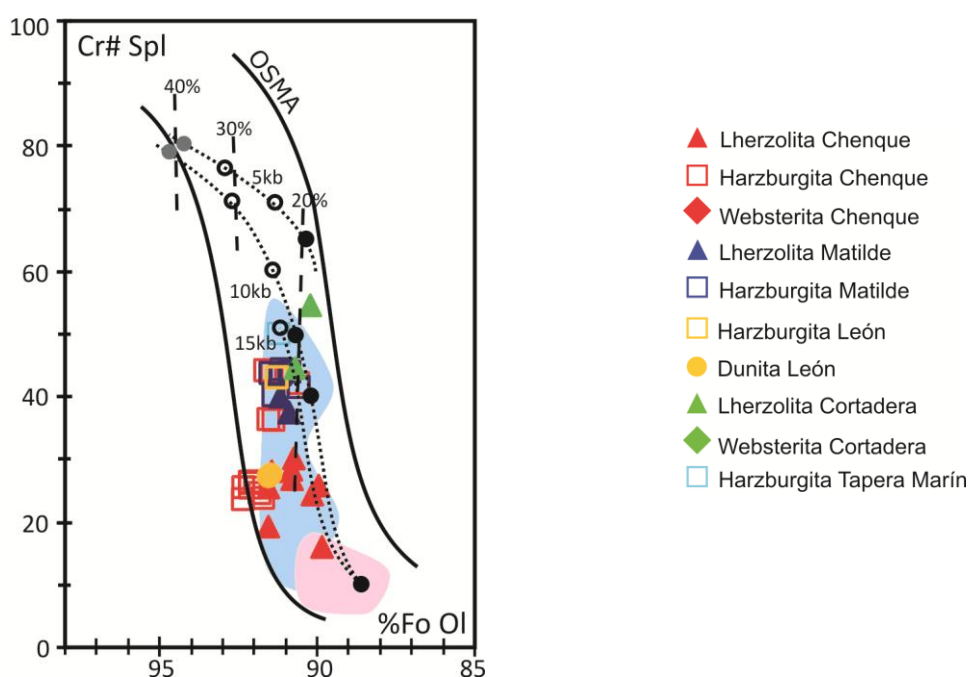 100
Cr# Spl
OSMA
40%
80
30%
5kb
20%
60
10kb
15kb
40
20
%Fo Ol
0
95
90
85
Lherzolita Chenque
Harzburgita Chenque
Websterita Chenque
Lherzolita Matilde
Harzburgita Matilde
Harzburgita León
Dunita León
Lherzolita Cortadera
Websterita Cortadera
Harzburgita Tapera Marín